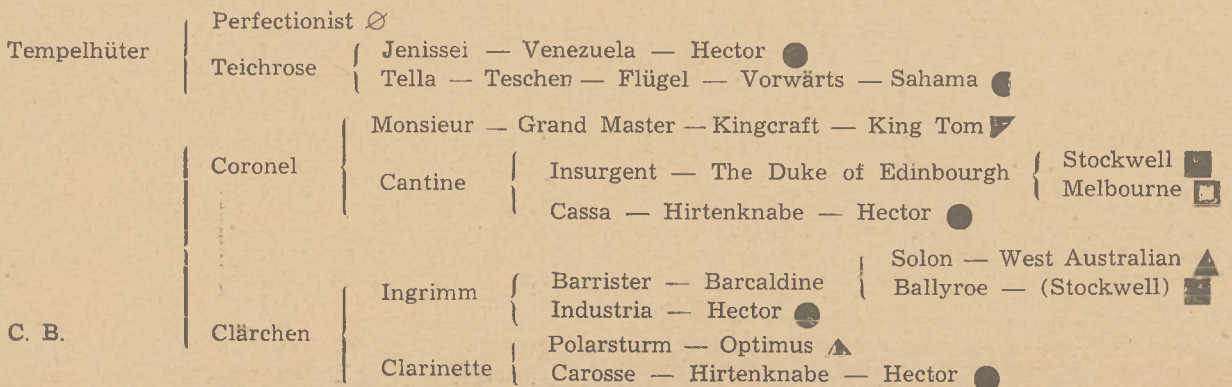 Perfectionist
Tempelhüter
Jenissei — Venezuela — Hector
Teichrose
Tella — Teschen — Flügel — Vorwärts — Sahama
Monsieur — Grand Master — Kingcraft — King Tom
Coronel
Stockwell
Insurgent — The Duke of Edinbourgh
Cantine
Melbourne
Cassa — Hirtenknabe — Hector
Solon — West Australian
Barrister — Barcaldine
Ingrimm
Ballyroe — (Stockwell)
Industria — Hector
C. B.
Clärchen
Polarsturm — Optimus
Clarinette
Carosse — Hirtenknabe — Hector